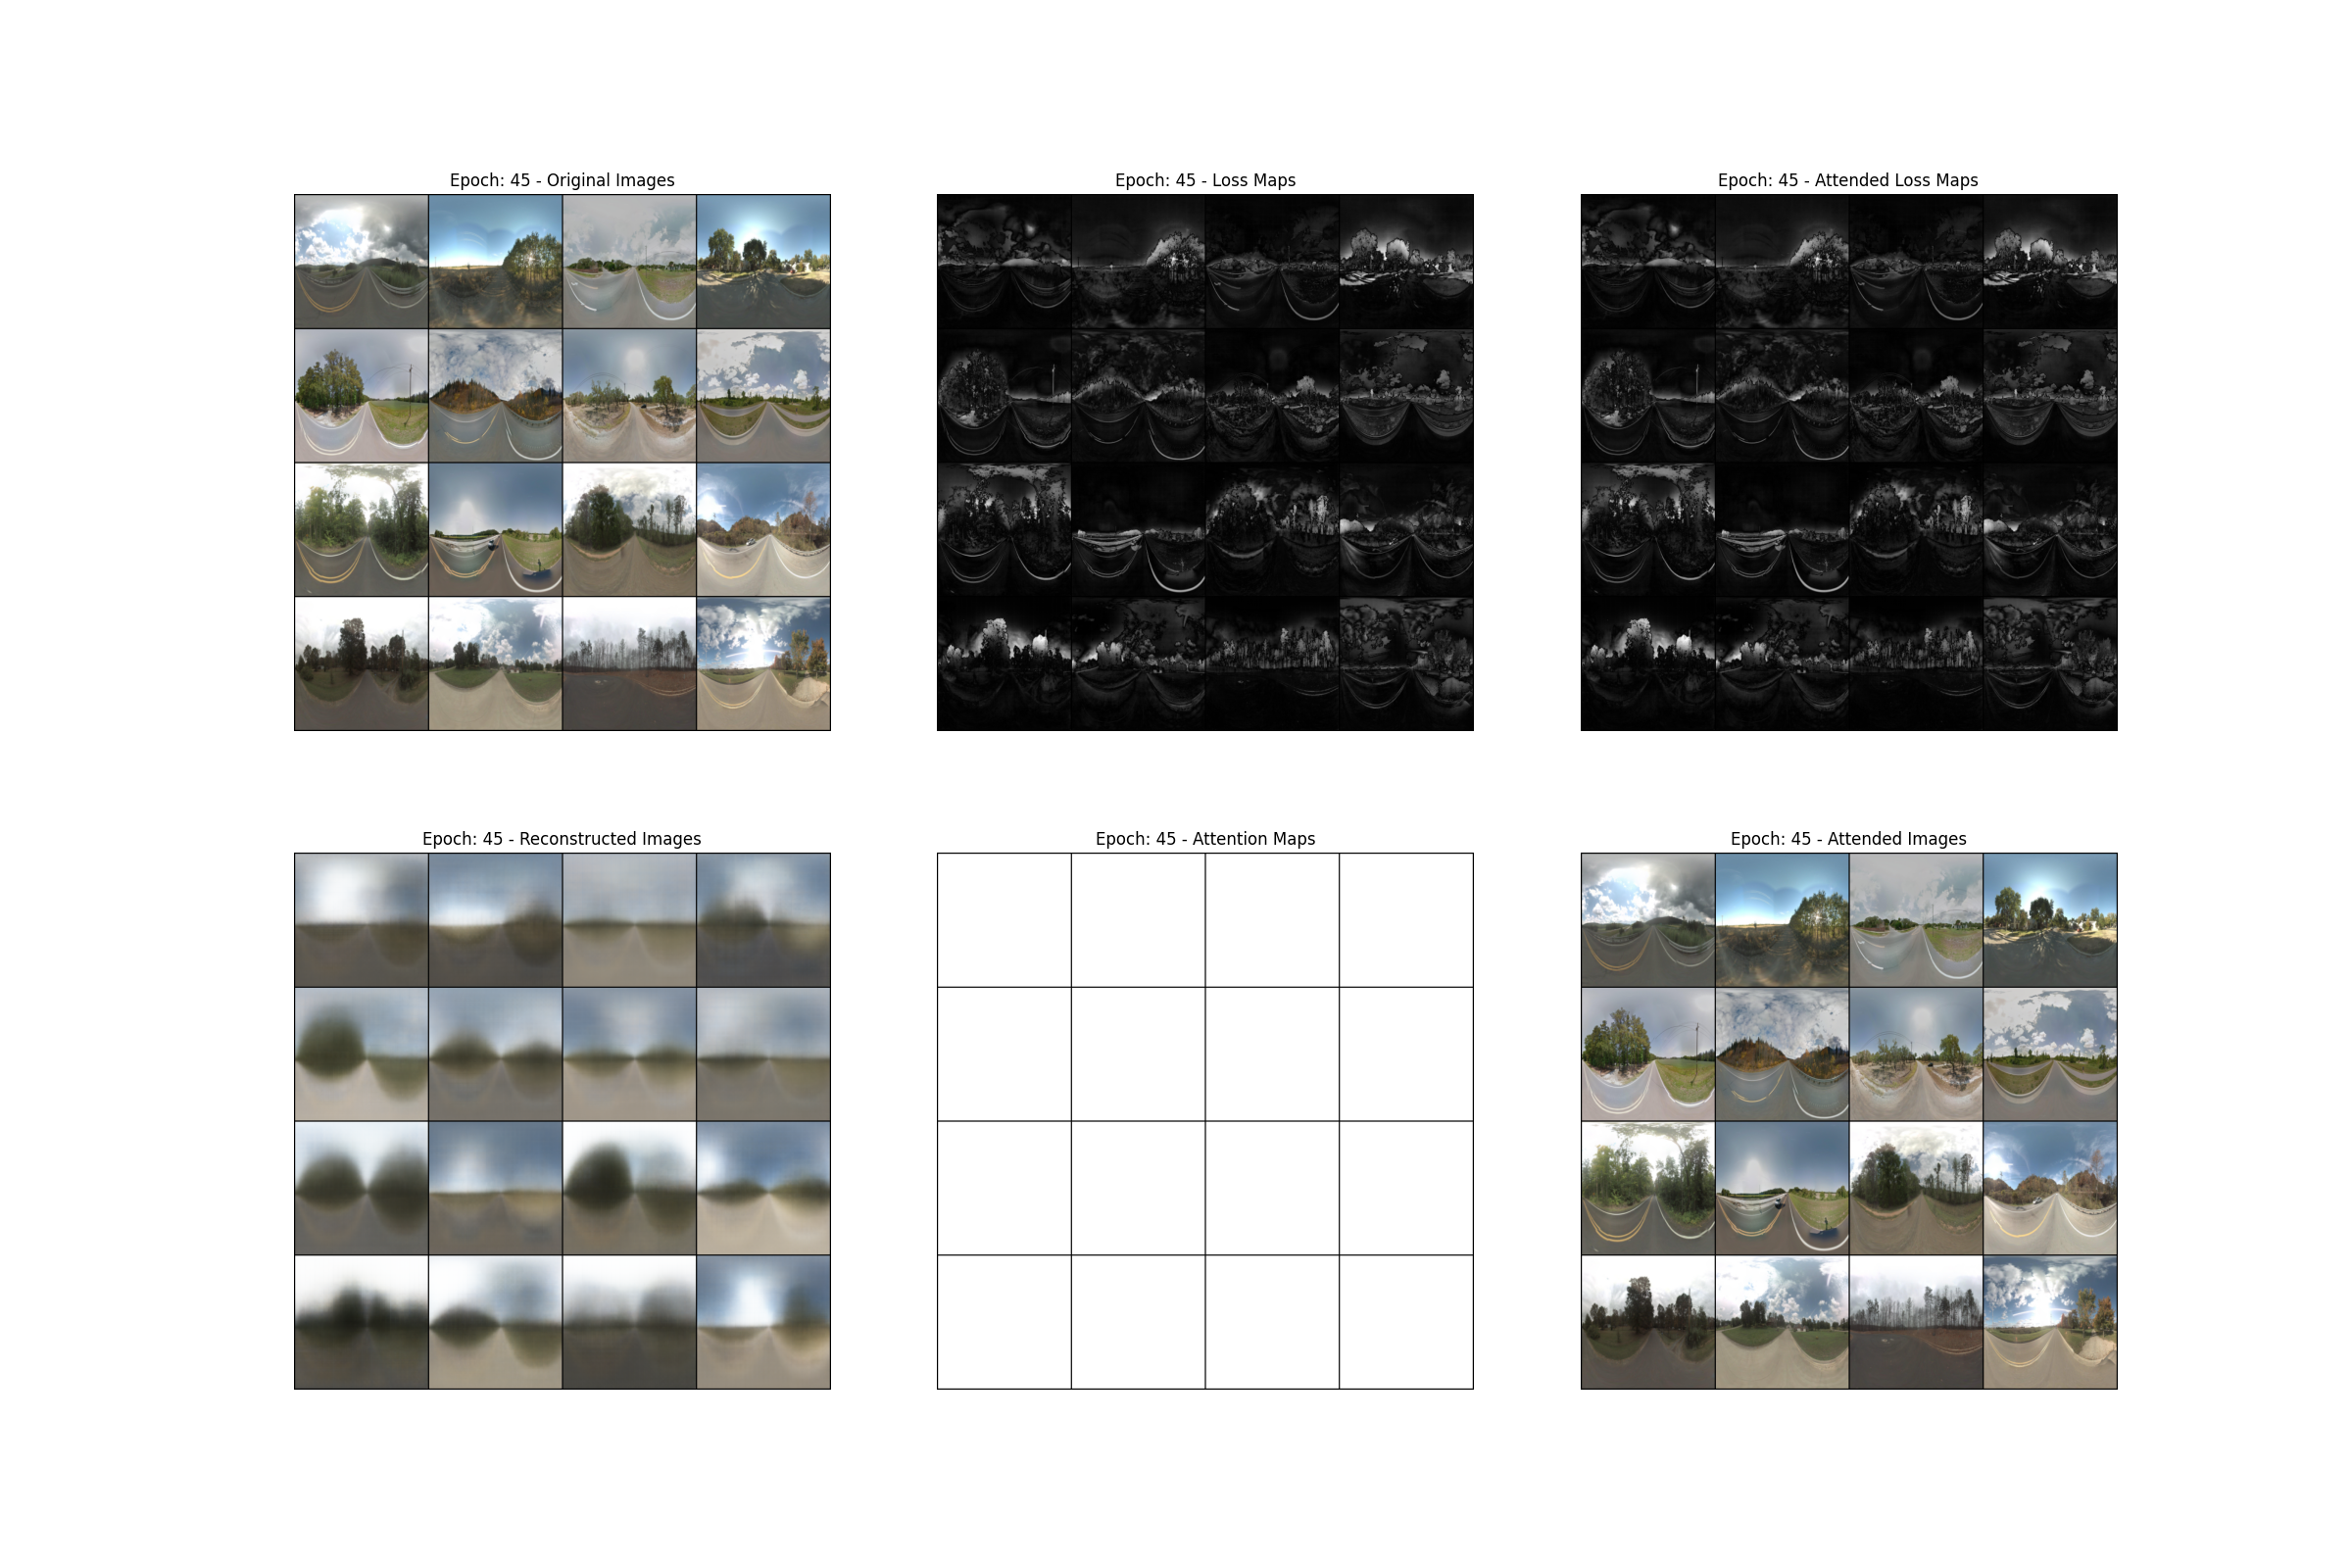 Epoch: 45 - Original Images
Epoch: 45 - Loss Maps
Epoch: 45 - Attended Loss Maps
Epoch: 45 - Reconstructed Images
Epoch: 45 - Attention Maps
Epoch: 45 - Attended Images